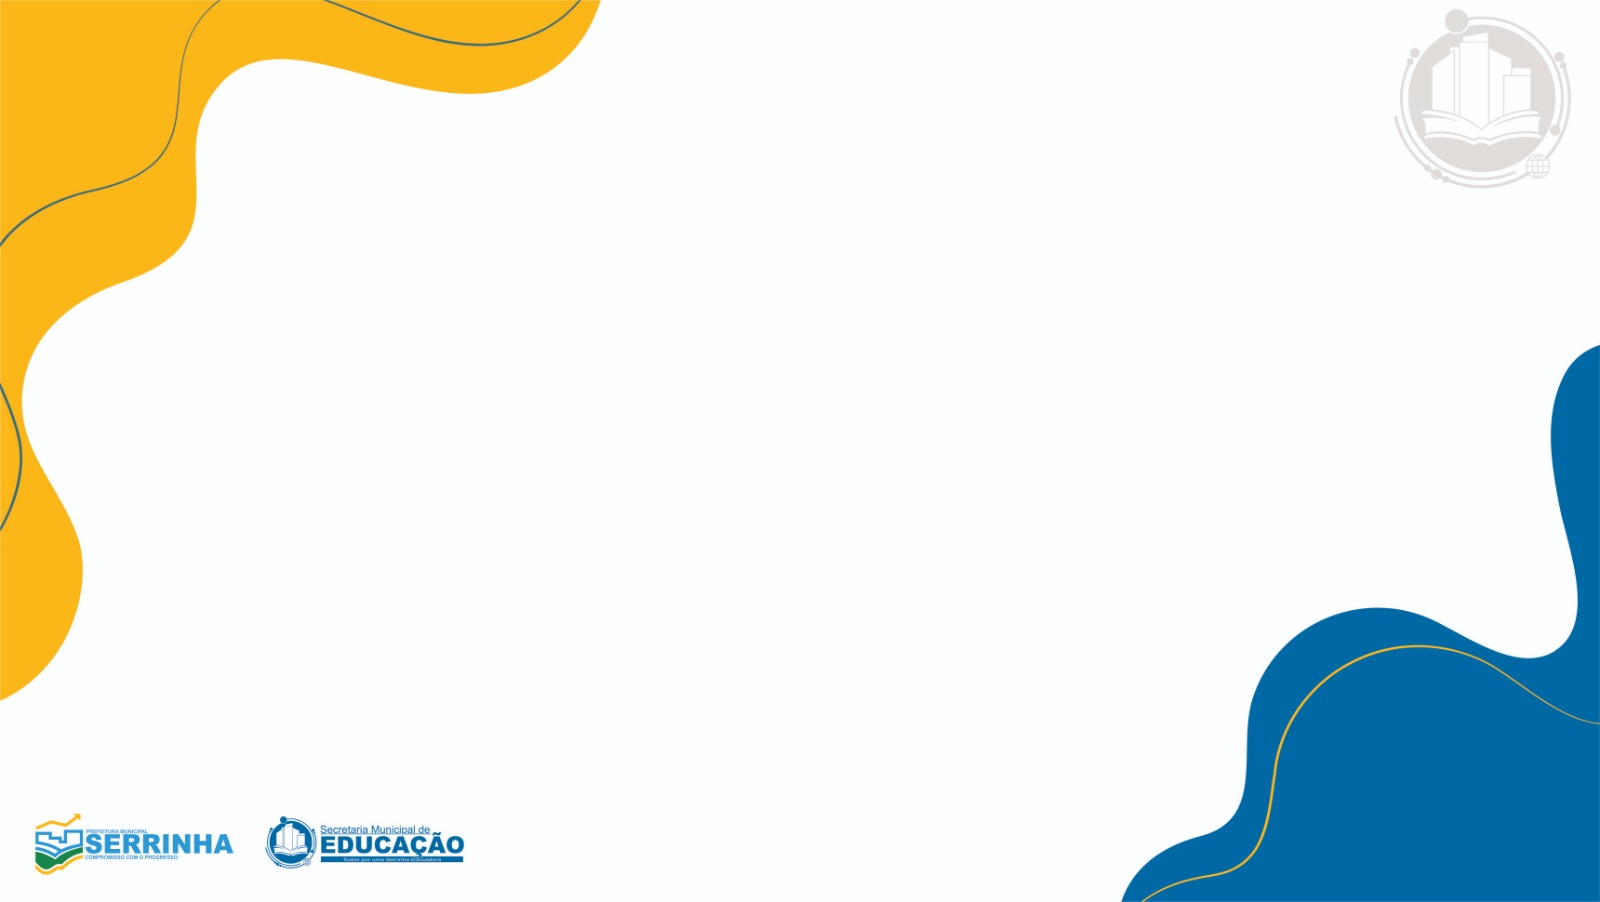 PREFEITURA MUNICIPAL
SERRINHA
COMPROMISSO COM O PROGRESSO
Secretaria Municipal de
EDUCAÇÃO
Todos por uma Serrinha Educadora